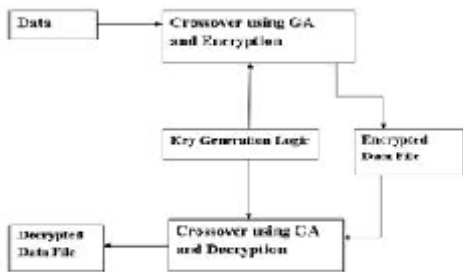 Data
Crossover using GA
and Encryption
Key Generation Logic
Encrypted
Data File
Decrypted
Data File
Crossover using GA
and Decryption